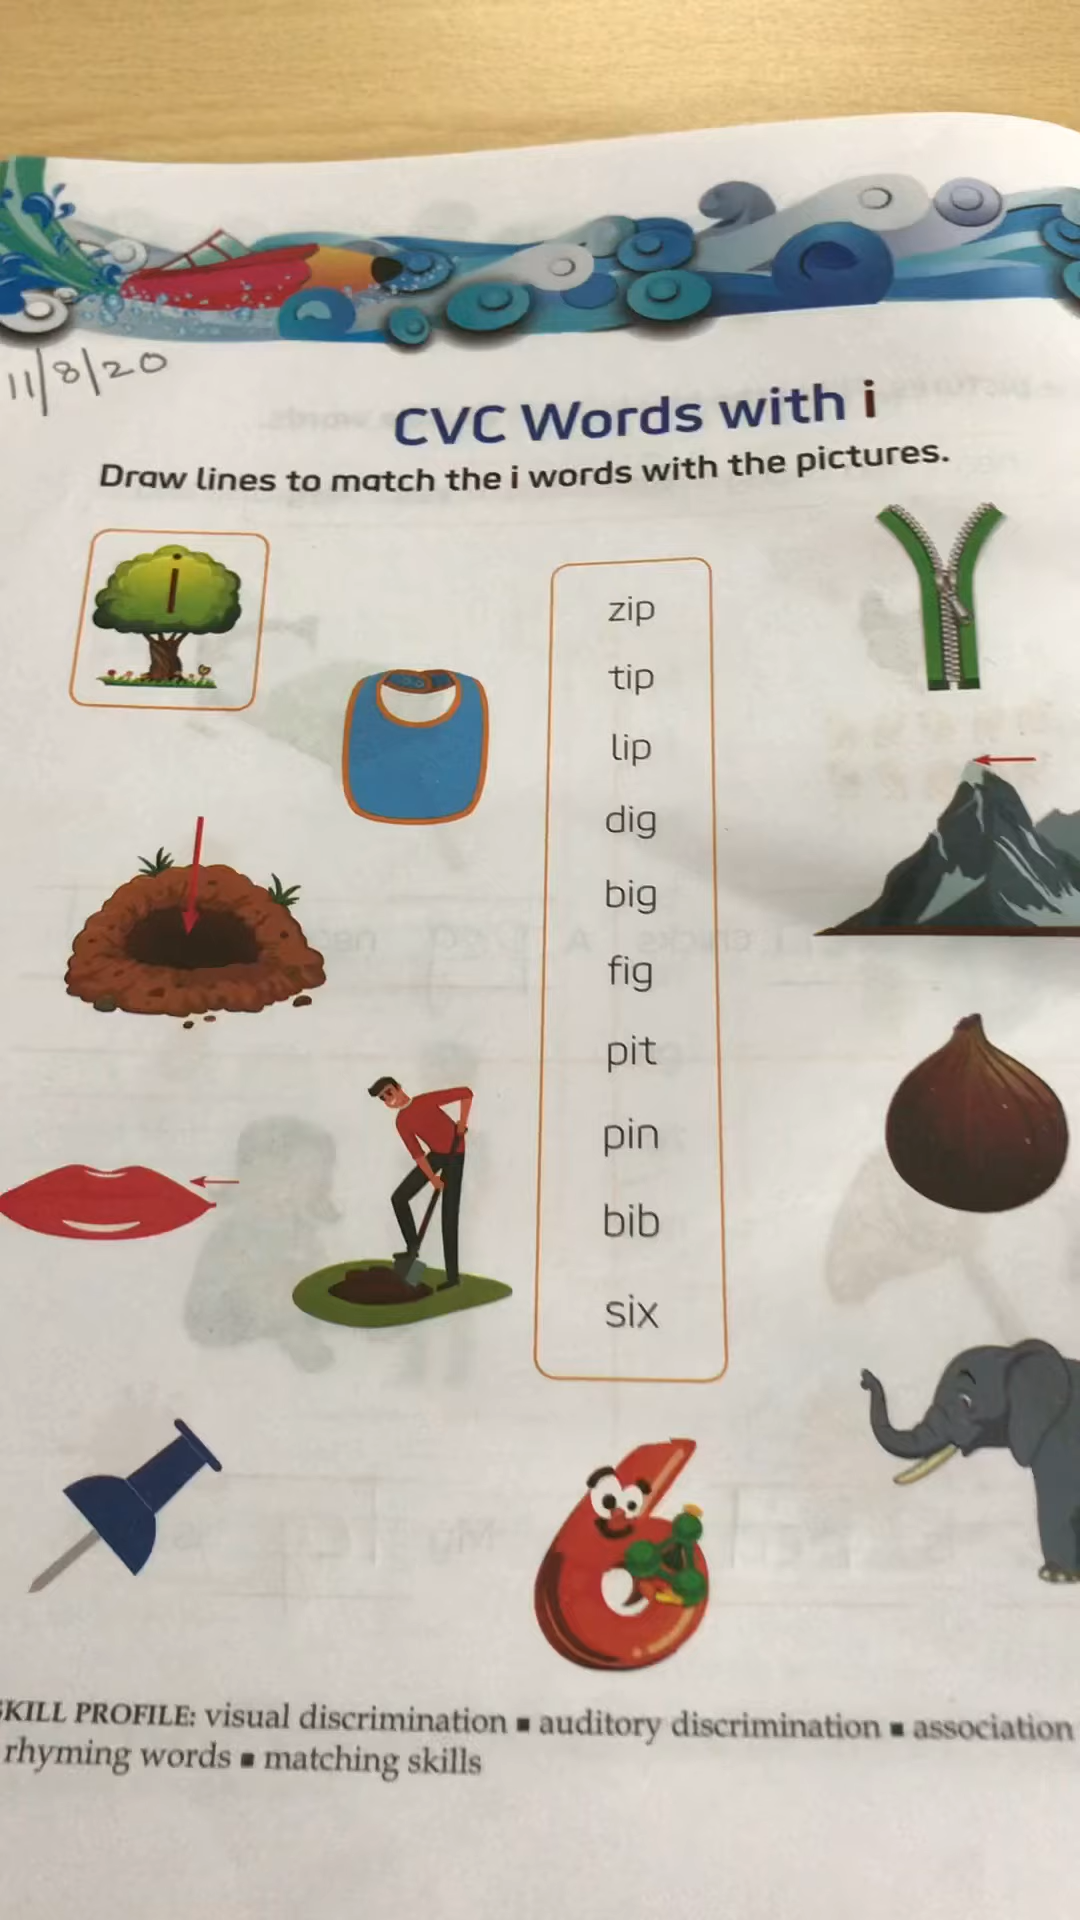 11/8/20
CVC Words with i
Draw lines to match the i words with the pictures.
i
zip
tip
lip
dig
big
fig
pit
pin
bib
six
SKILL PROFILE: visual discrimination ▪ auditory discrimination ▪ association
rhyming words ▪ matching skills